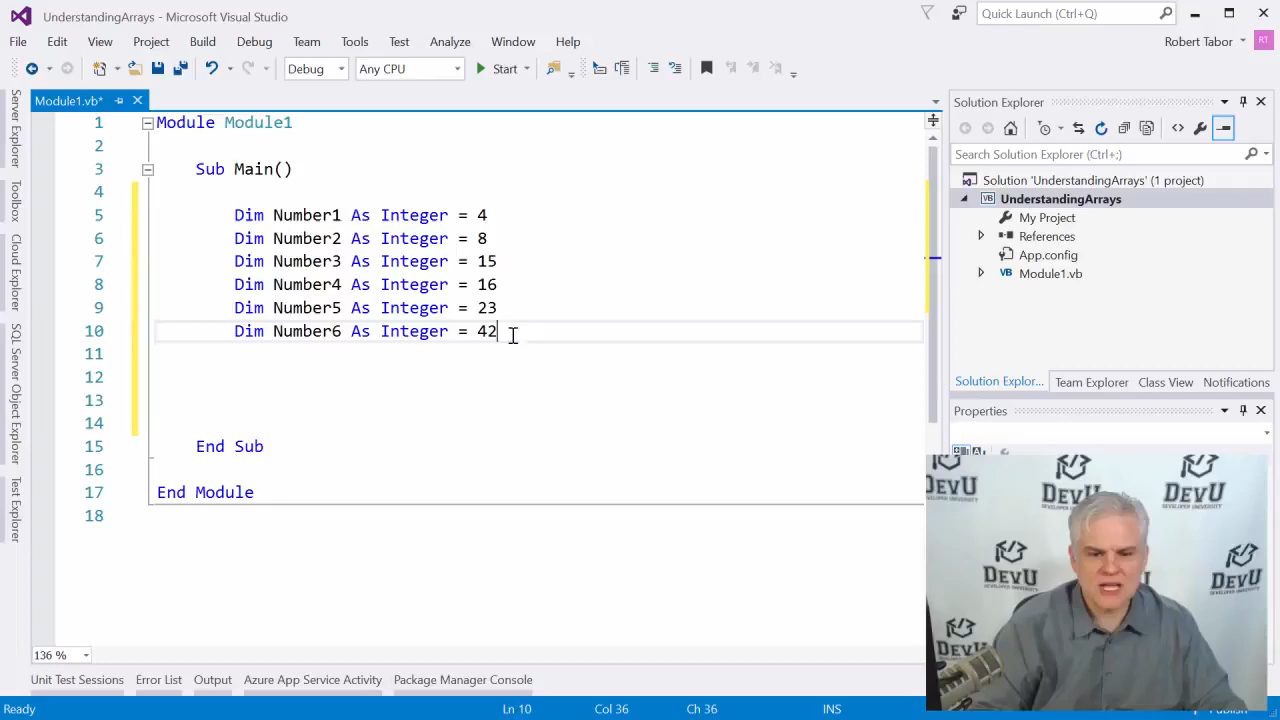 UnderstandingArrays - Microsoft Visual Studio
Quick Launch (Ctrl+Q)
File Edit View Project Build Debug Team Tools Test Analyze Window Help
Robert Tabor RT
Debug Any CPU Start
Module1.vb*
1 Module Module1
2
3 Sub Main()
4
5 Dim Number1 As Integer = 4
6 Dim Number2 As Integer = 8
7 Dim Number3 As Integer = 15
8 Dim Number4 As Integer = 16
9 Dim Number5 As Integer = 23
10 Dim Number6 As Integer = 42
11
12
13
14
15 End Sub
16
17 End Module
18
Server Explorer
Toolbox
Cloud Explorer
SQL Server Object Explorer
Test Explorer
Solution Explorer
Search Solution Explorer (Ctrl+;)
Solution 'UnderstandingArrays' (1 project)
VB UnderstandingArrays
My Project
References
App.config
VB Module1.vb
Solution Explor... Team Explorer Class View Notifications
Properties
DEVU
DEVELOPER UNIVERSITY
DEVU
DEVU
DEVU
136 %
Unit Test Sessions Error List Output Azure App Service Activity Package Manager Console
Ready Ln 10 Col 36 Ch 36 INS Publish